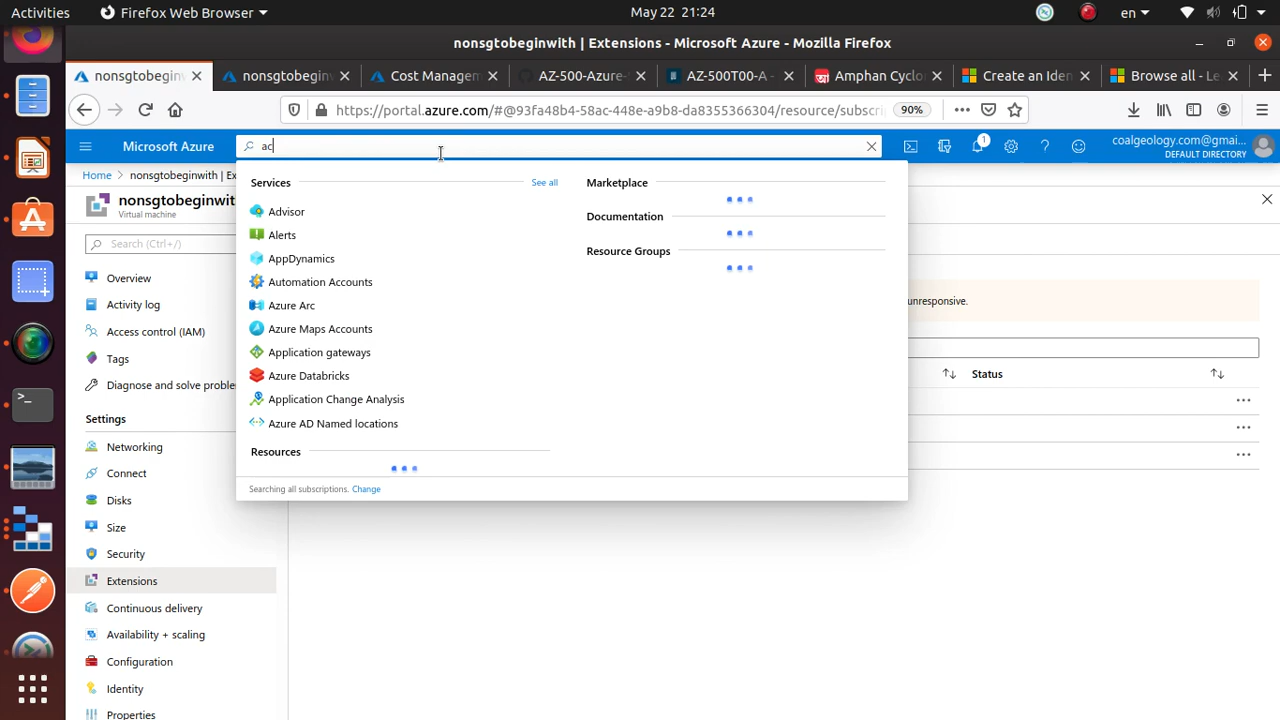 Activities
Firefox Web Browser
May 22 21:24
en
nonsgtobeginwith | Extensions - Microsoft Azure - Mozilla Firefox
nonsgtobeginw
nonsgtobeginw
Cost Managem
AZ-500-Azure-S
AZ-500T00-A -
Amphan Cyclo
Create an Iden
Browse all - Le
https://portal.azure.com/#@93fa48b4-58ac-448e-a9b8-da8355366304/resource/subscri
90%
Microsoft Azure
ac
1
coalgeology.com@gmai...
DEFAULT DIRECTORY
Home
nonsgtobeginwith | Ex
nonsgtobeginwit
Virtual machine
Search (Ctrl+/)
Overview
Activity log
Access control (IAM)
Tags
Diagnose and solve proble
Settings
Networking
Connect
Disks
Size
Security
Extensions
Continuous delivery
Availability + scaling
Configuration
Identity
Properties
Services
See all
Advisor
Alerts
AppDynamics
Automation Accounts
Azure Arc
Azure Maps Accounts
Application gateways
Azure Databricks
Application Change Analysis
Azure AD Named locations
Resources
Searching all subscriptions. Change
Marketplace
Documentation
Resource Groups
unresponsive.
Status